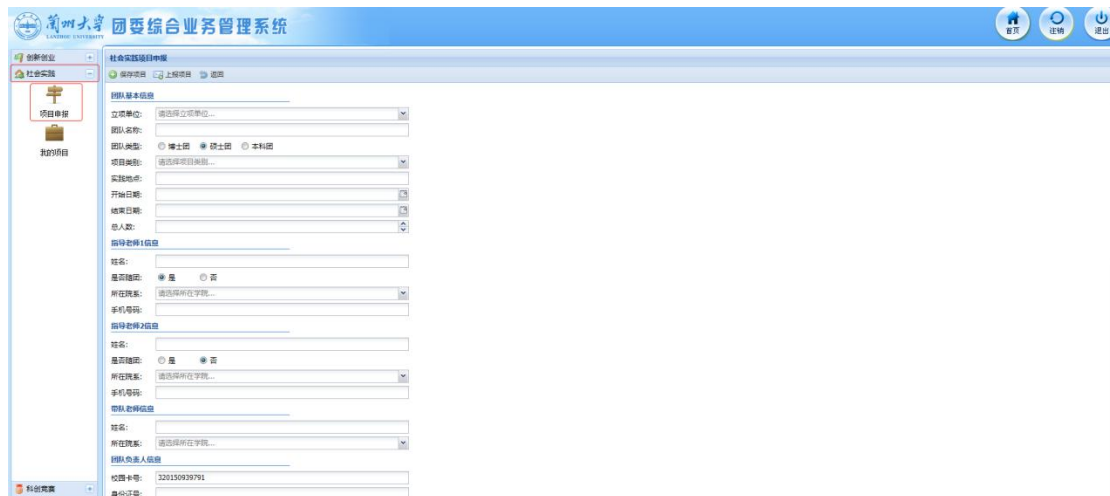 兰州大学 团委综合业务管理系统
LANZHOU UNIVERSITY
首页 注销 退出
创新创业
社会实践
项目申报
我的项目
科创竞赛
社会实践项目申报
保存项目 上报项目 返回
团队基本信息
立项单位: 请选择立项单位...
团队名称:
团队类型: 博士团 硕士团 本科团
项目类别: 请选择项目类别...
实践地点:
开始日期:
结束日期:
总人数:
指导老师1信息
姓名:
是否随团: 是 否
所在院系: 请选择所在学院...
手机号码:
指导老师2信息
姓名:
是否随团: 是 否
所在院系: 请选择所在学院...
手机号码:
带队老师信息
姓名:
所在院系: 请选择所在学院...
团队负责人信息
校园卡号: 320150939791
身份证号: